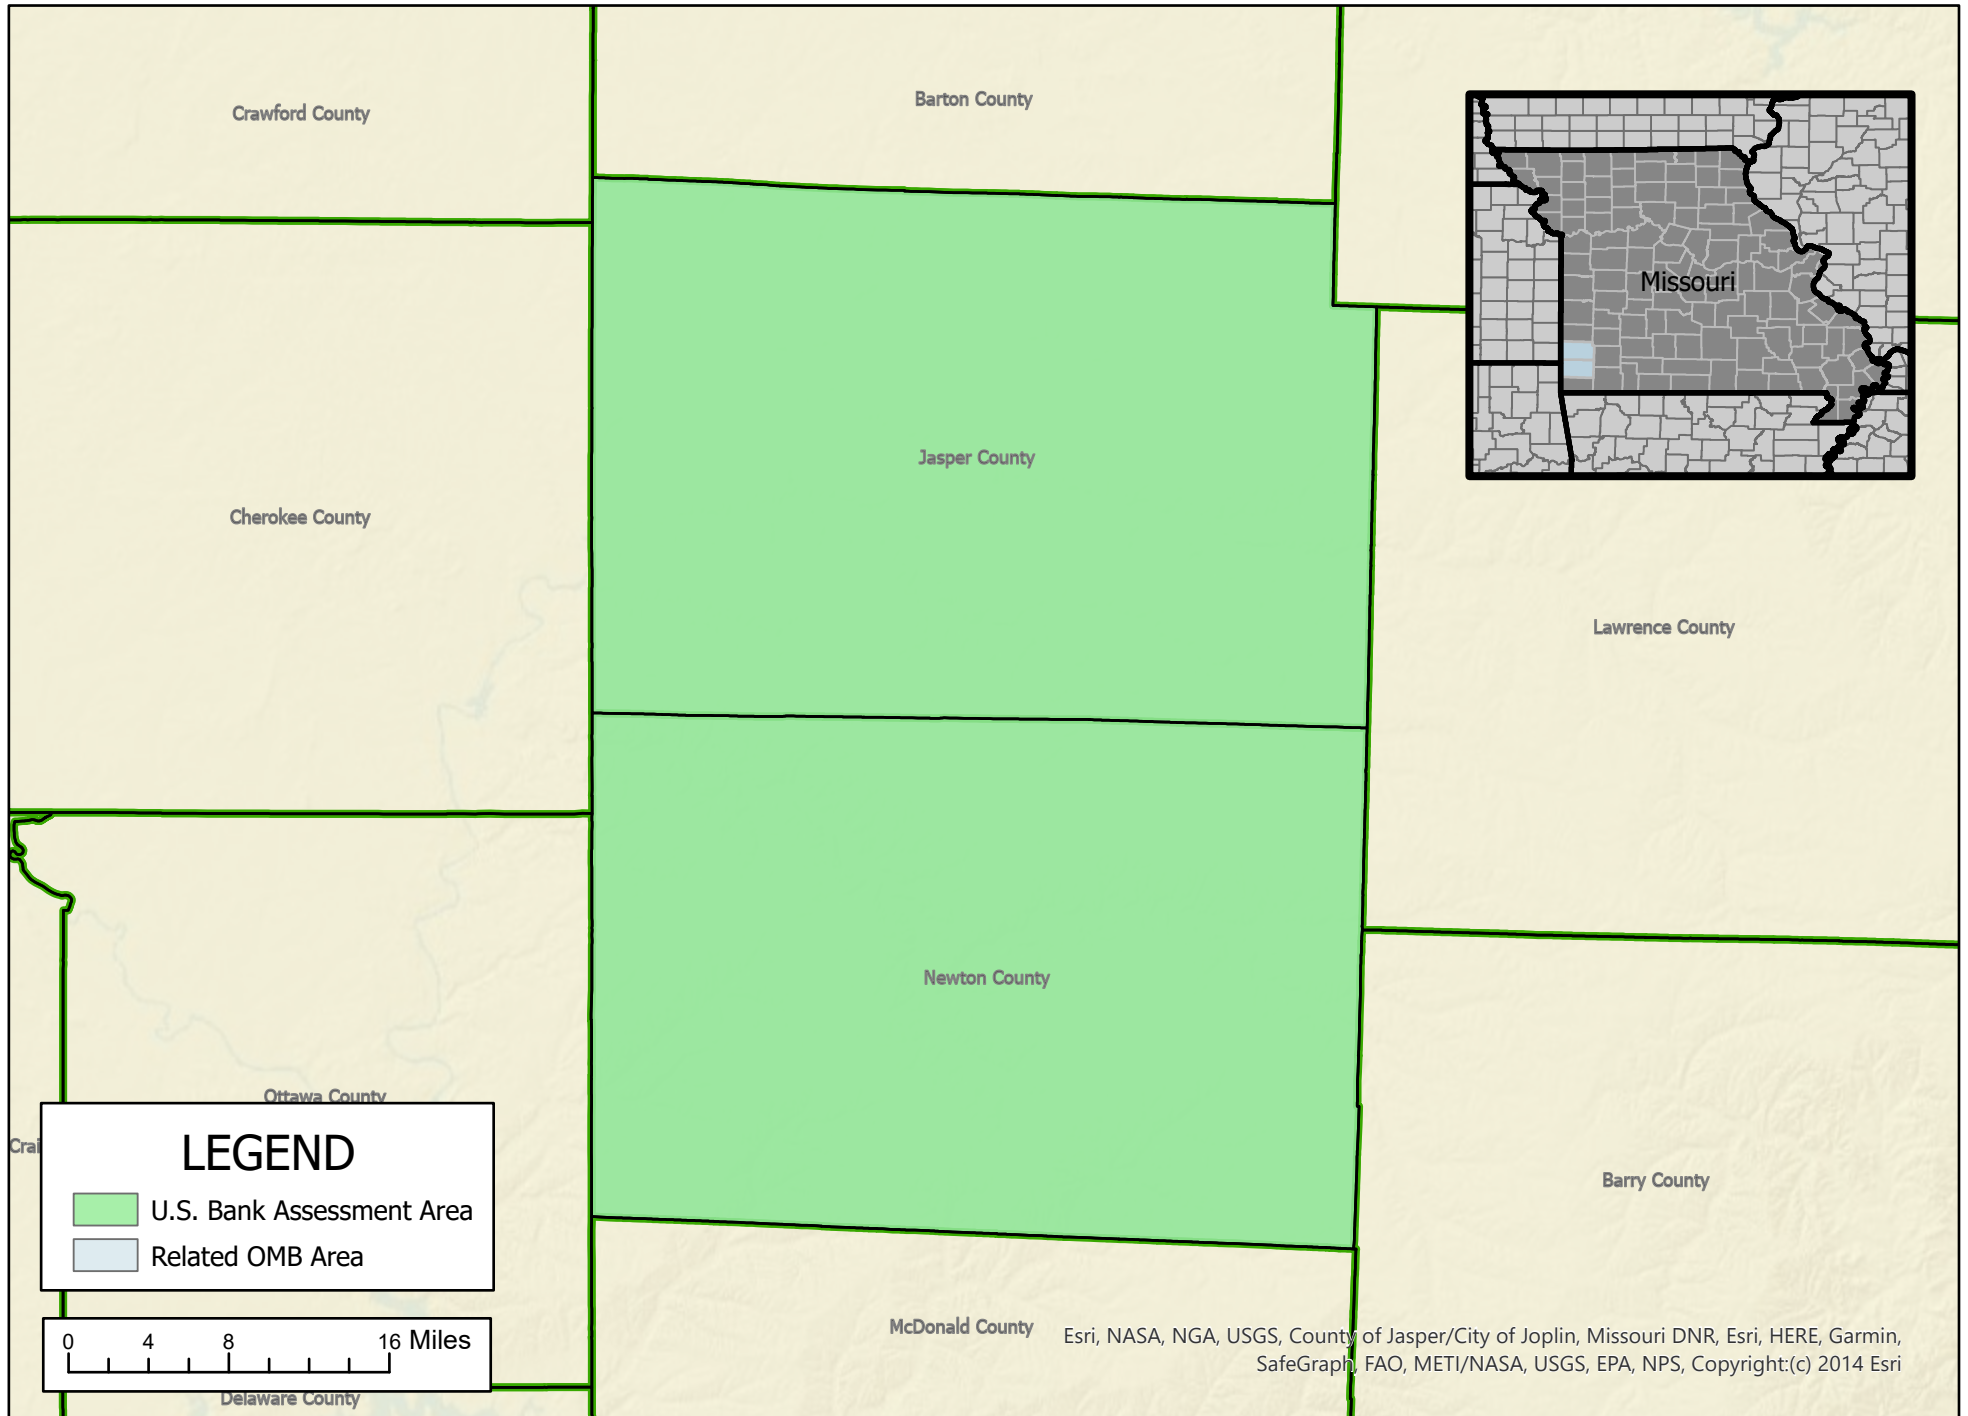 Crawford County
Barton County
Missouri
Jasper County
Cherokee County
Lawrence County
Newton County
Ottawa County
Crai
Barry County
LEGEND
U.S. Bank Assessment Area
Related OMB Area
0 4 8 16 Miles
McDonald County
Delaware County
Esri, NASA, NGA, USGS, County of Jasper/City of Joplin, Missouri DNR, Esri, HERE, Garmin,
SafeGraph, FAO, METI/NASA, USGS, EPA, NPS, Copyright:(c) 2014 Esri